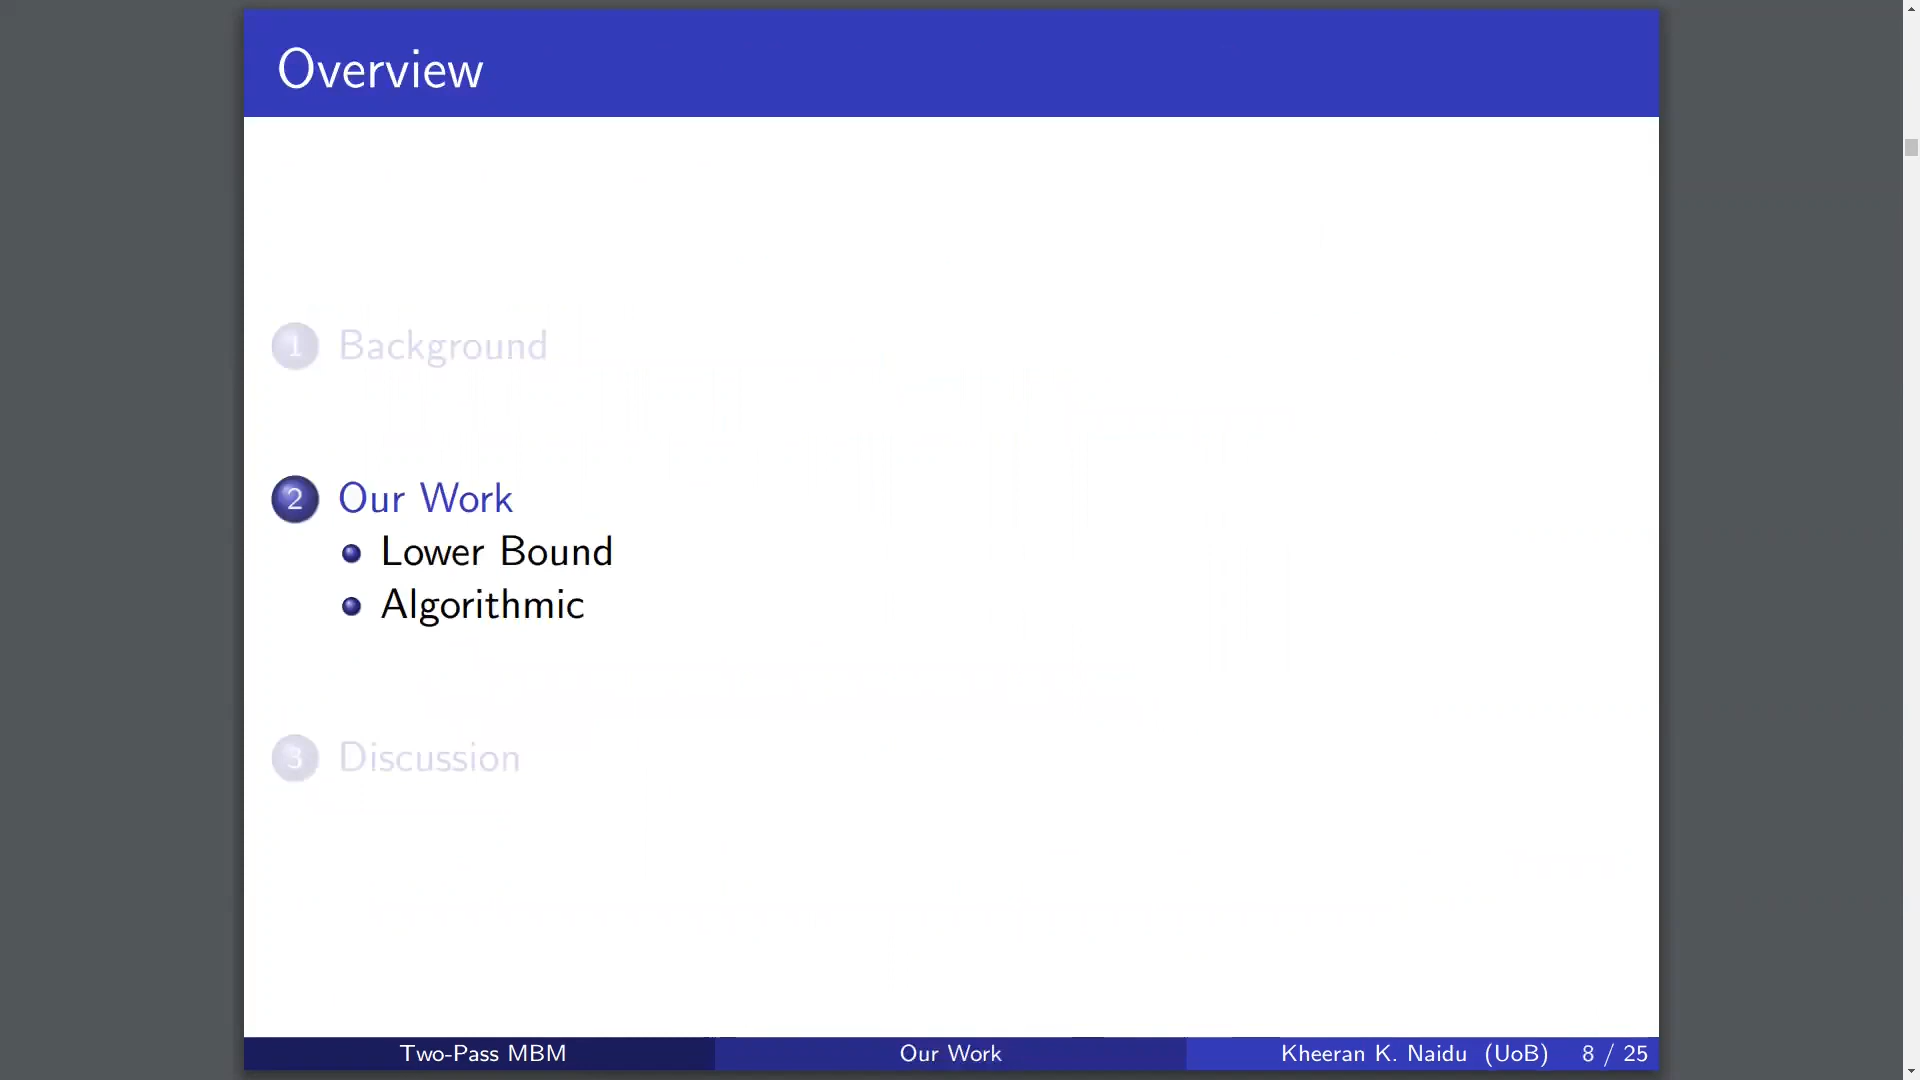 Overview
1 Background
2 Our Work
Lower Bound
Algorithmic
3 Discussion
Two-Pass MBM Our Work Kheeran K. Naidu (UoB) 8 / 25